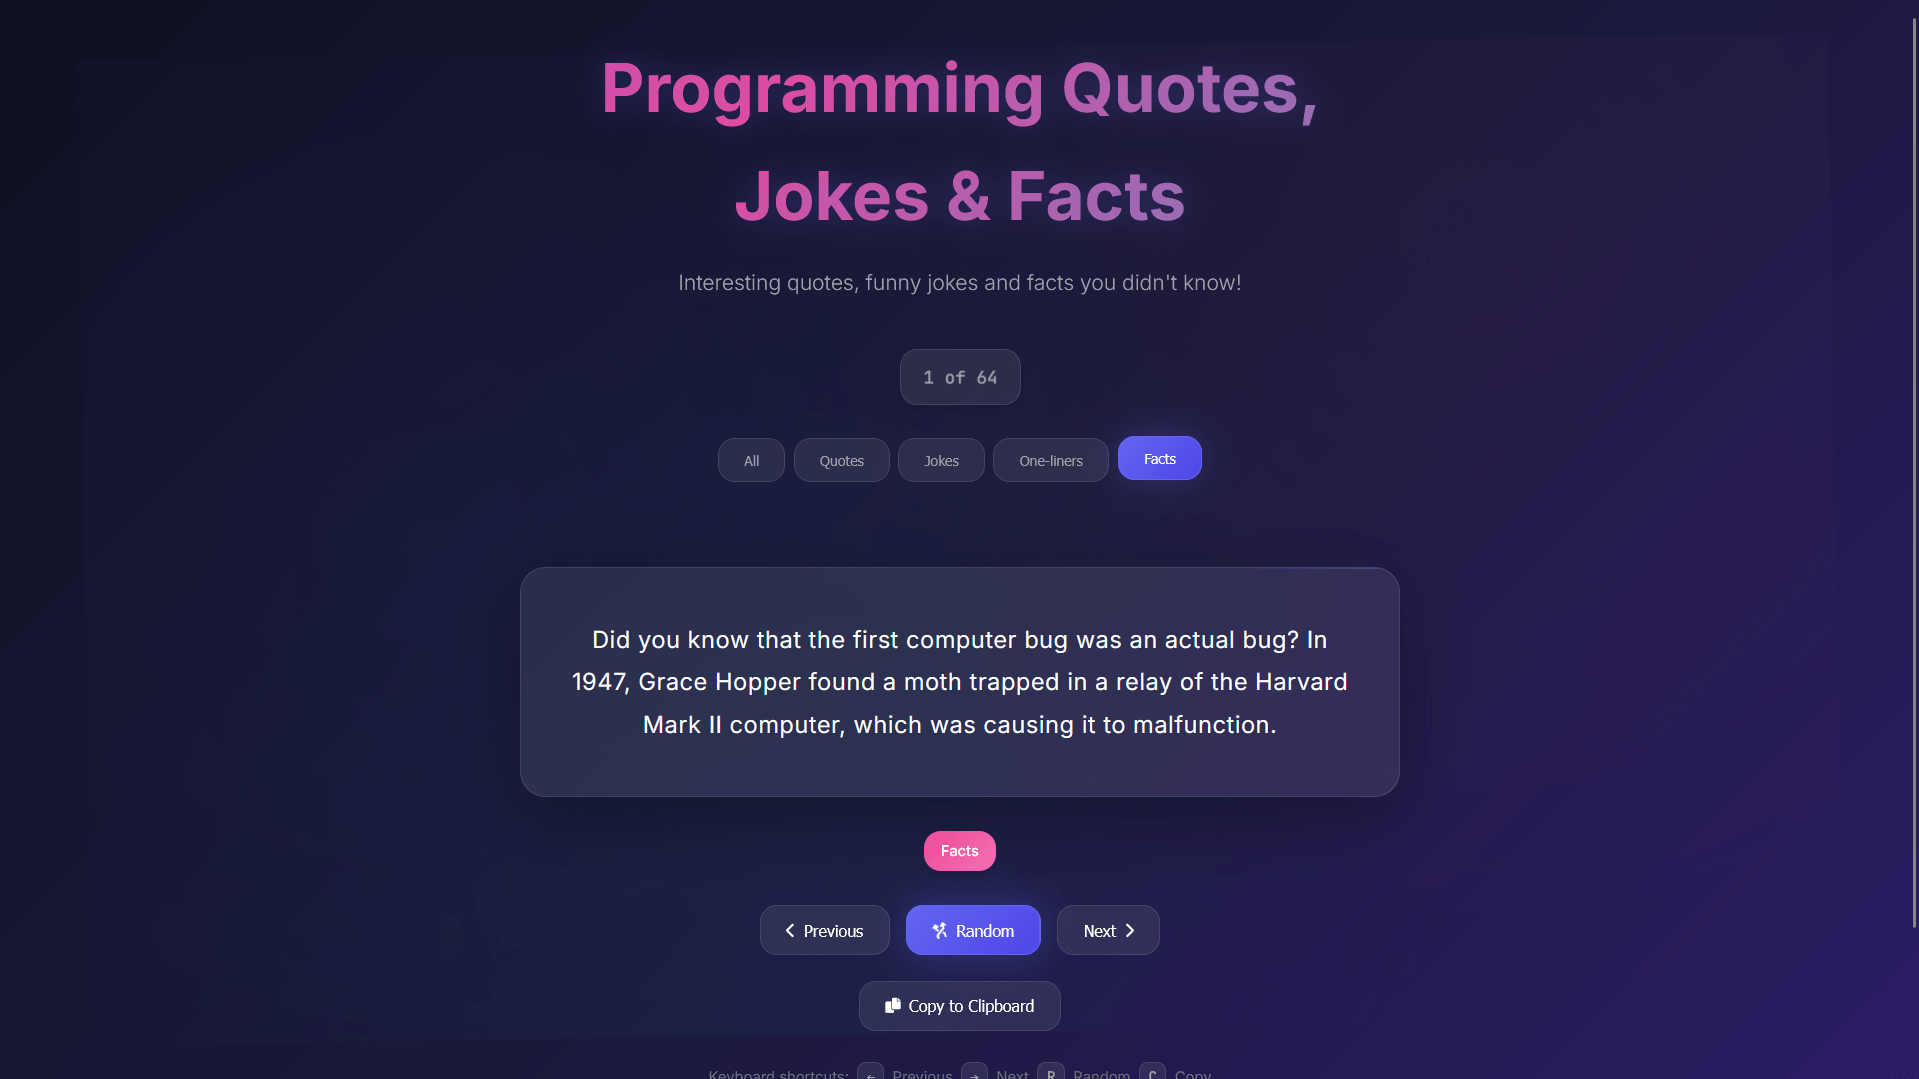 Programming Quotes,
Jokes & Facts
Interesting quotes, funny jokes and facts you didn't know!
1 of 64
All Quotes Jokes One-liners Facts
Did you know that the first computer bug was an actual bug? In
1947, Grace Hopper found a moth trapped in a relay of the Harvard
Mark II computer, which was causing it to malfunction.
Facts
Previous Random Next
Copy to Clipboard
Keyboard shortcuts: ← Previous → Next R Random C Copy